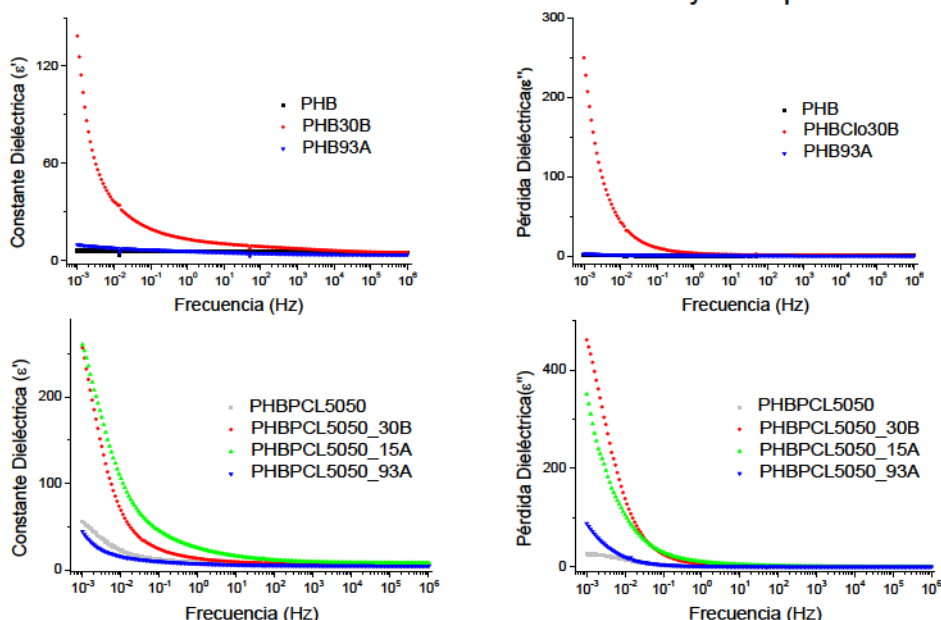 120
60
0
Constante Dieléctrica (ε')
PHB
PHB30B
PHB93A
10⁻³ 10⁻² 10⁻¹ 10⁰ 10¹ 10² 10³ 10⁴ 10⁵ 10⁶
Frecuencia (Hz)
300
200
100
0
Pérdida Dieléctrica(ε")
PHB
PHBClo30B
PHB93A
10⁻³ 10⁻² 10⁻¹ 10⁰ 10¹ 10² 10³ 10⁴ 10⁵ 10⁶
Frecuencia (Hz)
200
100
0
Constante Dieléctrica (ε')
PHBPCL5050
PHBPCL5050_30B
PHBPCL5050_15A
PHBPCL5050_93A
10⁻³ 10⁻² 10⁻¹ 10⁰ 10¹ 10² 10³ 10⁴ 10⁵ 10⁶
Frecuencia (Hz)
400
200
0
Pérdida Dieléctrica(ε")
PHBPCL5050
PHBPCL5050_30B
PHBPCL5050_15A
PHBPCL5050_93A
10⁻³ 10⁻² 10⁻¹ 10⁰ 10¹ 10² 10³ 10⁴ 10⁵ 10⁶
Frecuencia (Hz)